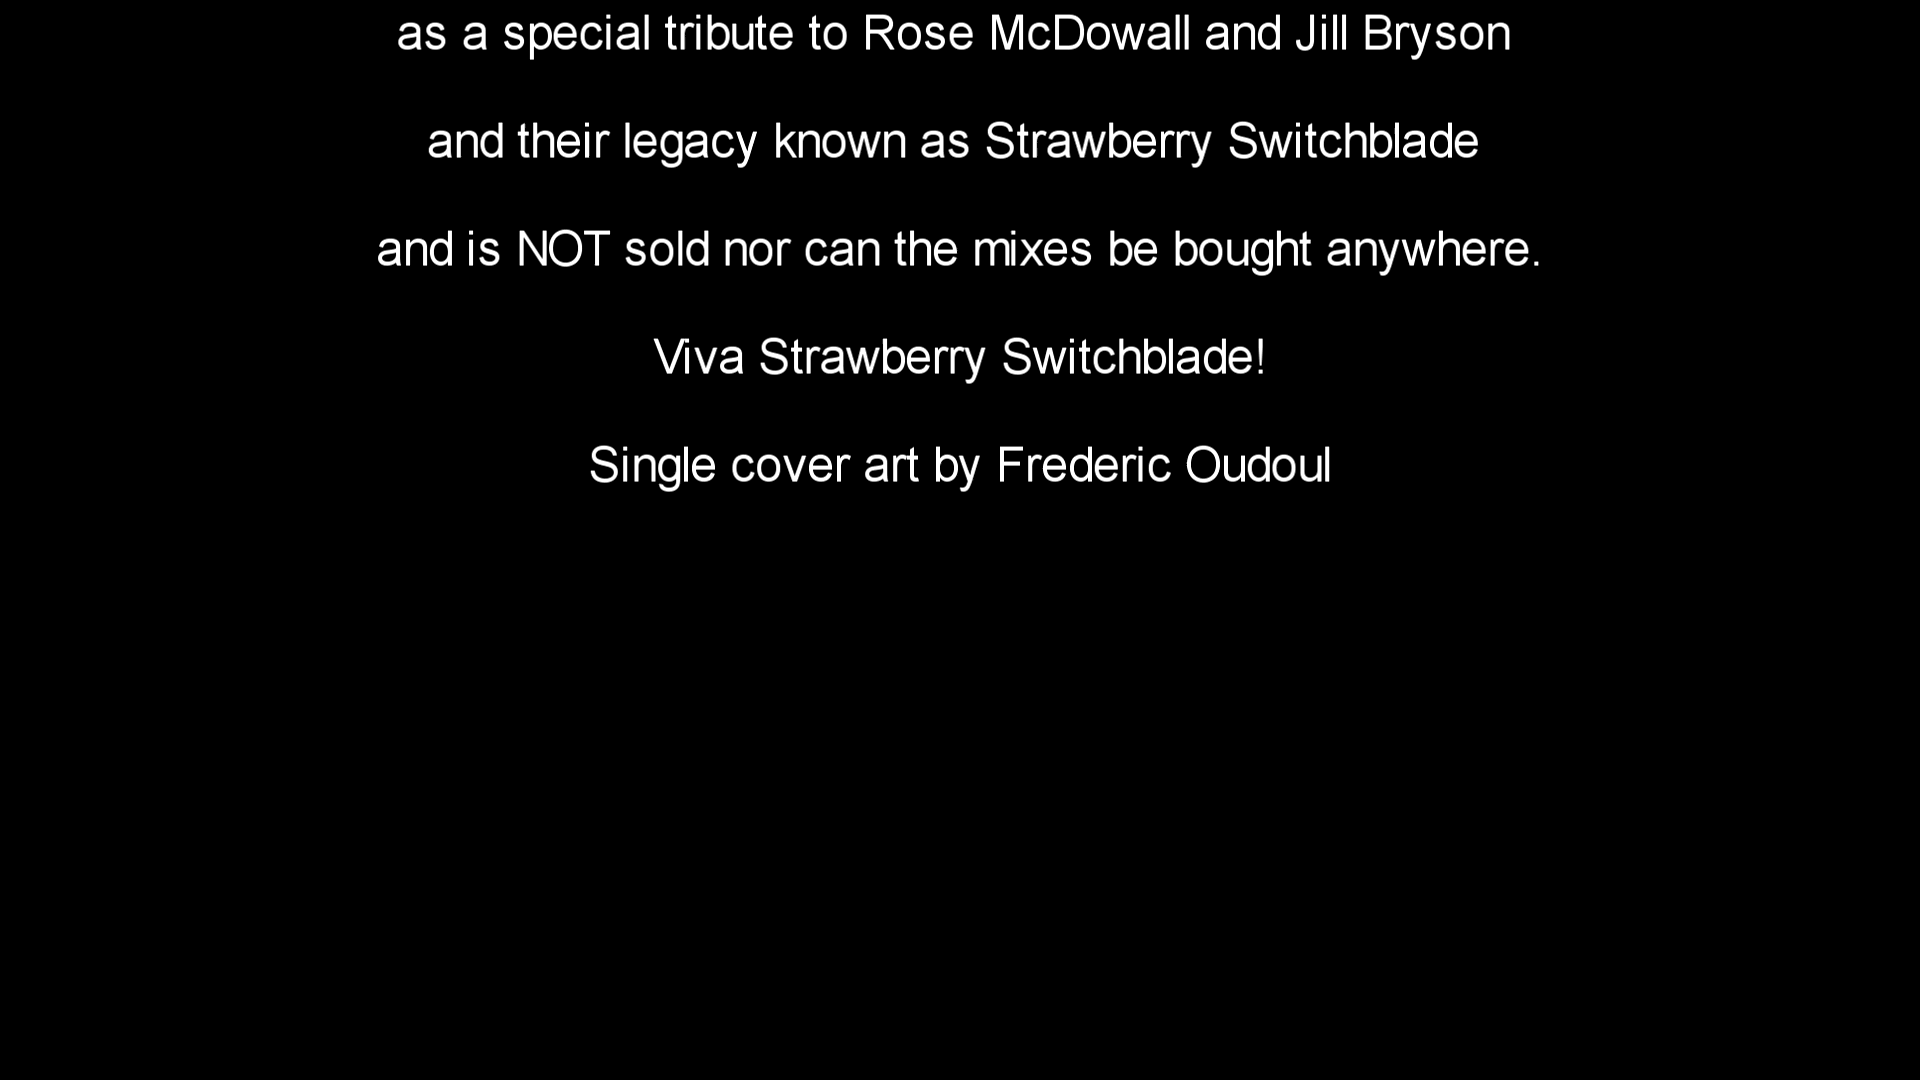 as a special tribute to Rose McDowall and Jill Bryson
and their legacy known as Strawberry Switchblade
and is NOT sold nor can the mixes be bought anywhere.
Viva Strawberry Switchblade!
Single cover art by Frederic Oudoul